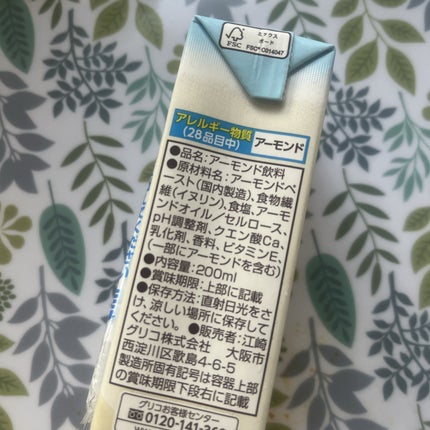 FSC
ミックス
ボード
FSC® C014047
アレルギー物質
(28品目中)
アーモンド
●品名:アーモンド飲料
●原材料名:アーモンドペ
ースト(国内製造)、食物繊
維(イヌリン)、食塩、アーモ
ンドオイル/セルロース、
pH調整剤、クエン酸Ca、
乳化剤、香料、ビタミンE、
(一部にアーモンドを含む)
●内容量:200ml
●賞味期限:上部に記載
●保存方法:直射日光をさ
け、涼しい場所に保存して
ください。●販売者:江崎
グリコ株式会社 大阪市
西淀川区歌島4-6-5
製造所固有記号は容器上部
の賞味期限下段右に記載
グリコお客様センター
0120-141-36